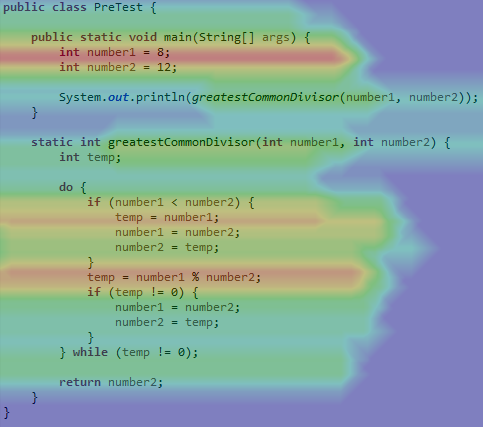 public class PreTest {
public static void main(String[] args) {
int number1 = 8;
int number2 = 12;
System.out.println(greatestCommonDivisor(number1, number2));
}
static int greatestCommonDivisor(int number1, int number2) {
int temp;
do {
if (number1 < number2) {
temp = number1;
number1 = number2;
number2 = temp;
}
temp = number1 % number2;
if (temp != 0) {
number1 = number2;
number2 = temp;
}
} while (temp != 0);
return number2;
}
}